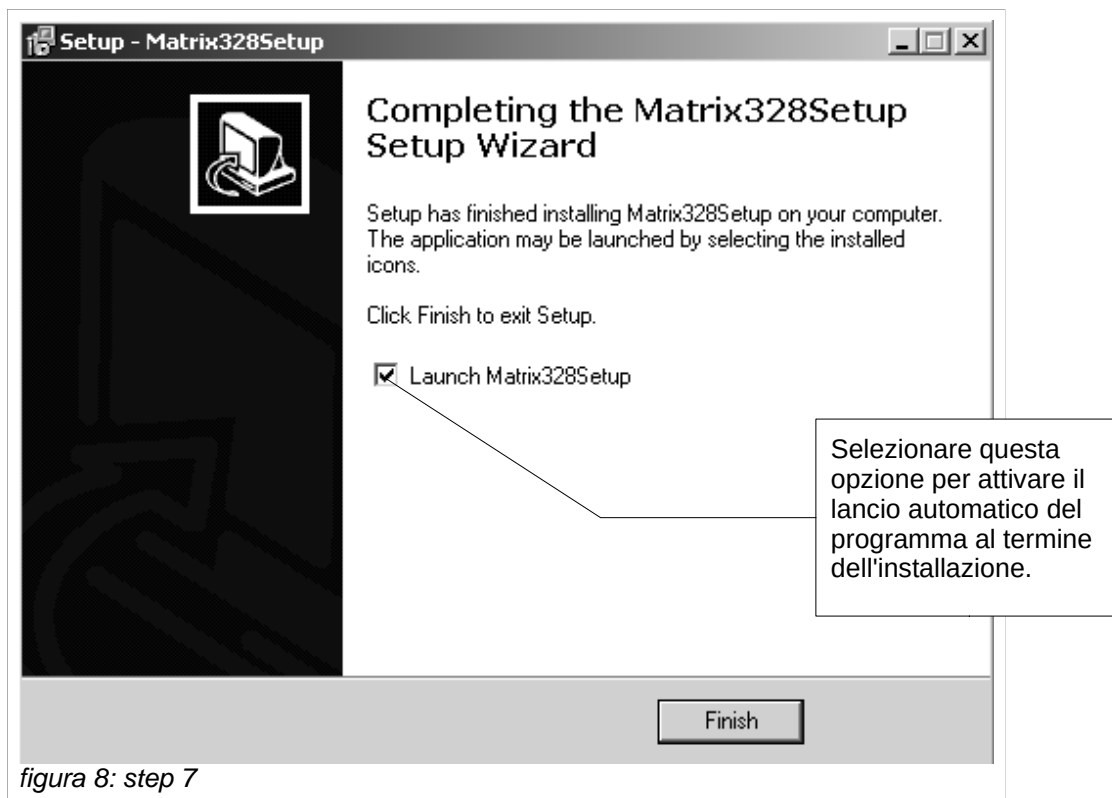 Setup - Matrix328Setup
Completing the Matrix328Setup
Setup Wizard
Setup has finished installing Matrix328Setup on your computer.
The application may be launched by selecting the installed
icons.
Click Finish to exit Setup.
Launch Matrix328Setup
Selezionare questa
opzione per attivare il
lancio automatico del
programma al termine
dell'installazione.
Finish
figura 8: step 7